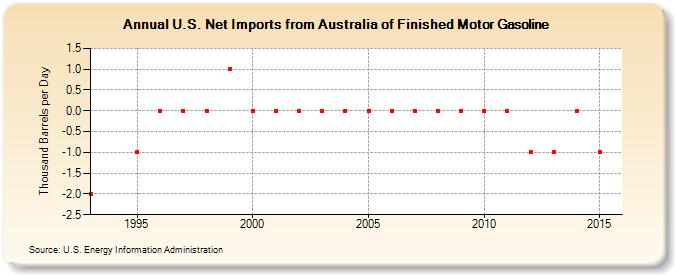 Annual U.S. Net Imports from Australia of Finished Motor Gasoline
Thousand Barrels per Day
1.5
1.0
0.5
0.0
-0.5
-1.0
-1.5
-2.0
-2.5
1995 2000 2005 2010 2015
Source: U.S. Energy Information Administration